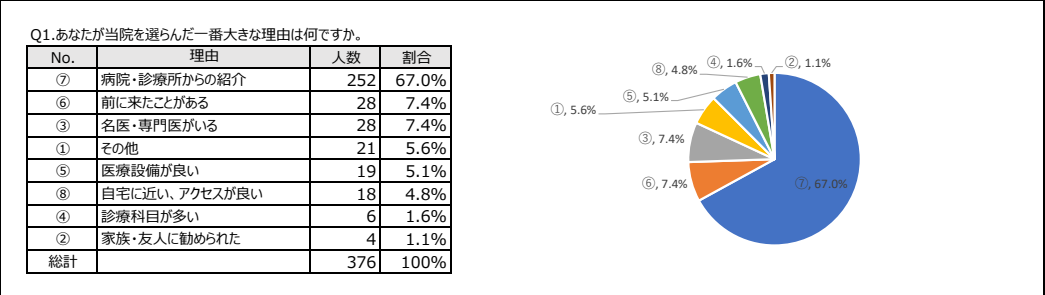 Q1.あなたが当院を選らんだ一番大きな理由は何ですか。
No. 理由 人数 割合
⑦ 病院・診療所からの紹介 252 67.0%
⑥ 前に来たことがある 28 7.4%
③ 名医・専門医がいる 28 7.4%
① その他 21 5.6%
⑤ 医療設備が良い 19 5.1%
⑧ 自宅に近い、アクセスが良い 18 4.8%
④ 診療科目が多い 6 1.6%
② 家族・友人に勧められた 4 1.1%
総計 376 100%
⑦, 67.0%
⑥, 7.4%
③, 7.4%
①, 5.6%
⑤, 5.1%
⑧, 4.8%
④, 1.6%
②, 1.1%